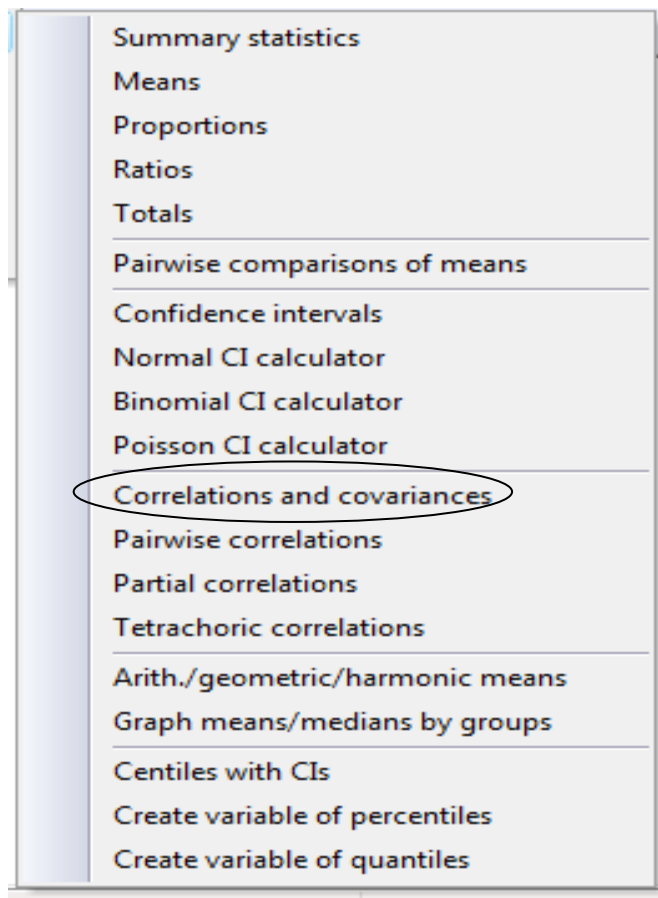 Summary statistics
Means
Proportions
Ratios
Totals
Pairwise comparisons of means
Confidence intervals
Normal CI calculator
Binomial CI calculator
Poisson CI calculator
Correlations and covariances
Pairwise correlations
Partial correlations
Tetrachoric correlations
Arith./geometric/harmonic means
Graph means/medians by groups
Centiles with CIs
Create variable of percentiles
Create variable of quantiles